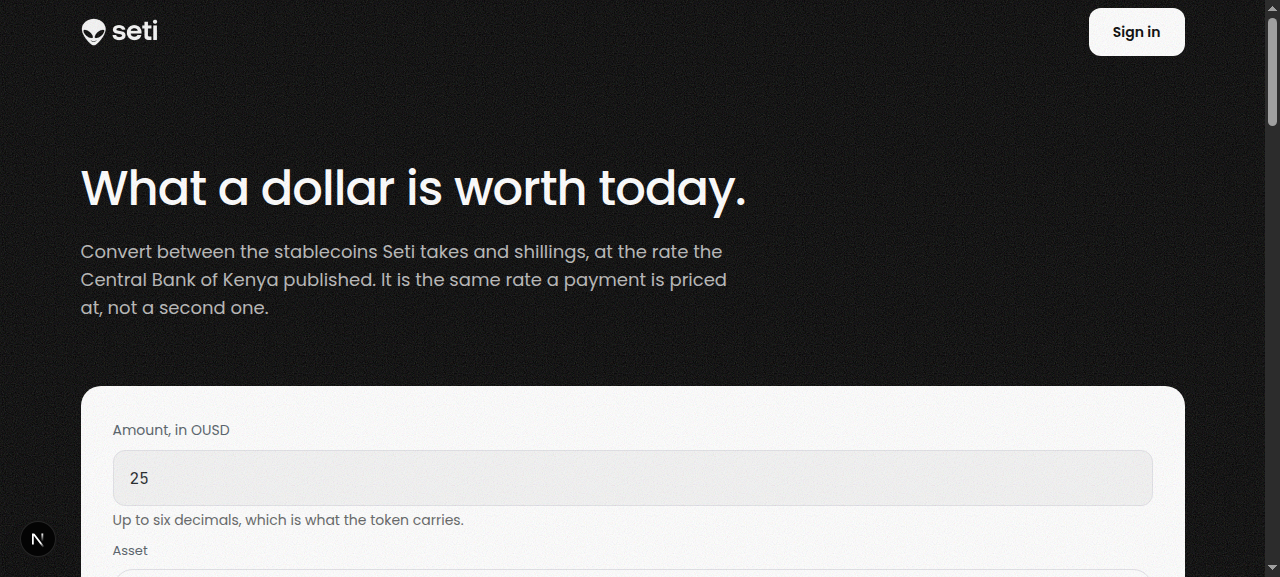 seti
Sign in
What a dollar is worth today.
Convert between the stablecoins Seti takes and shillings, at the rate the
Central Bank of Kenya published. It is the same rate a payment is priced
at, not a second one.
Amount, in OUSD
25
Up to six decimals, which is what the token carries.
N
Asset